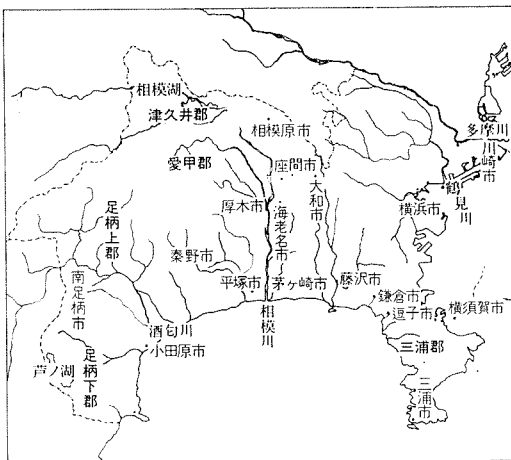 相模湖
津久井郡
相模原市
多摩川
川崎市
愛甲郡
座間市
大和市
鶴見川
横浜市
厚木市
海老名市
足柄上郡
秦野市
南足柄市
平塚市
茅ヶ崎市
藤沢市
鎌倉市
横須賀市
逗子市
相模川
酒匂川
小田原市
足柄下郡
芦ノ湖
三浦郡
三浦市